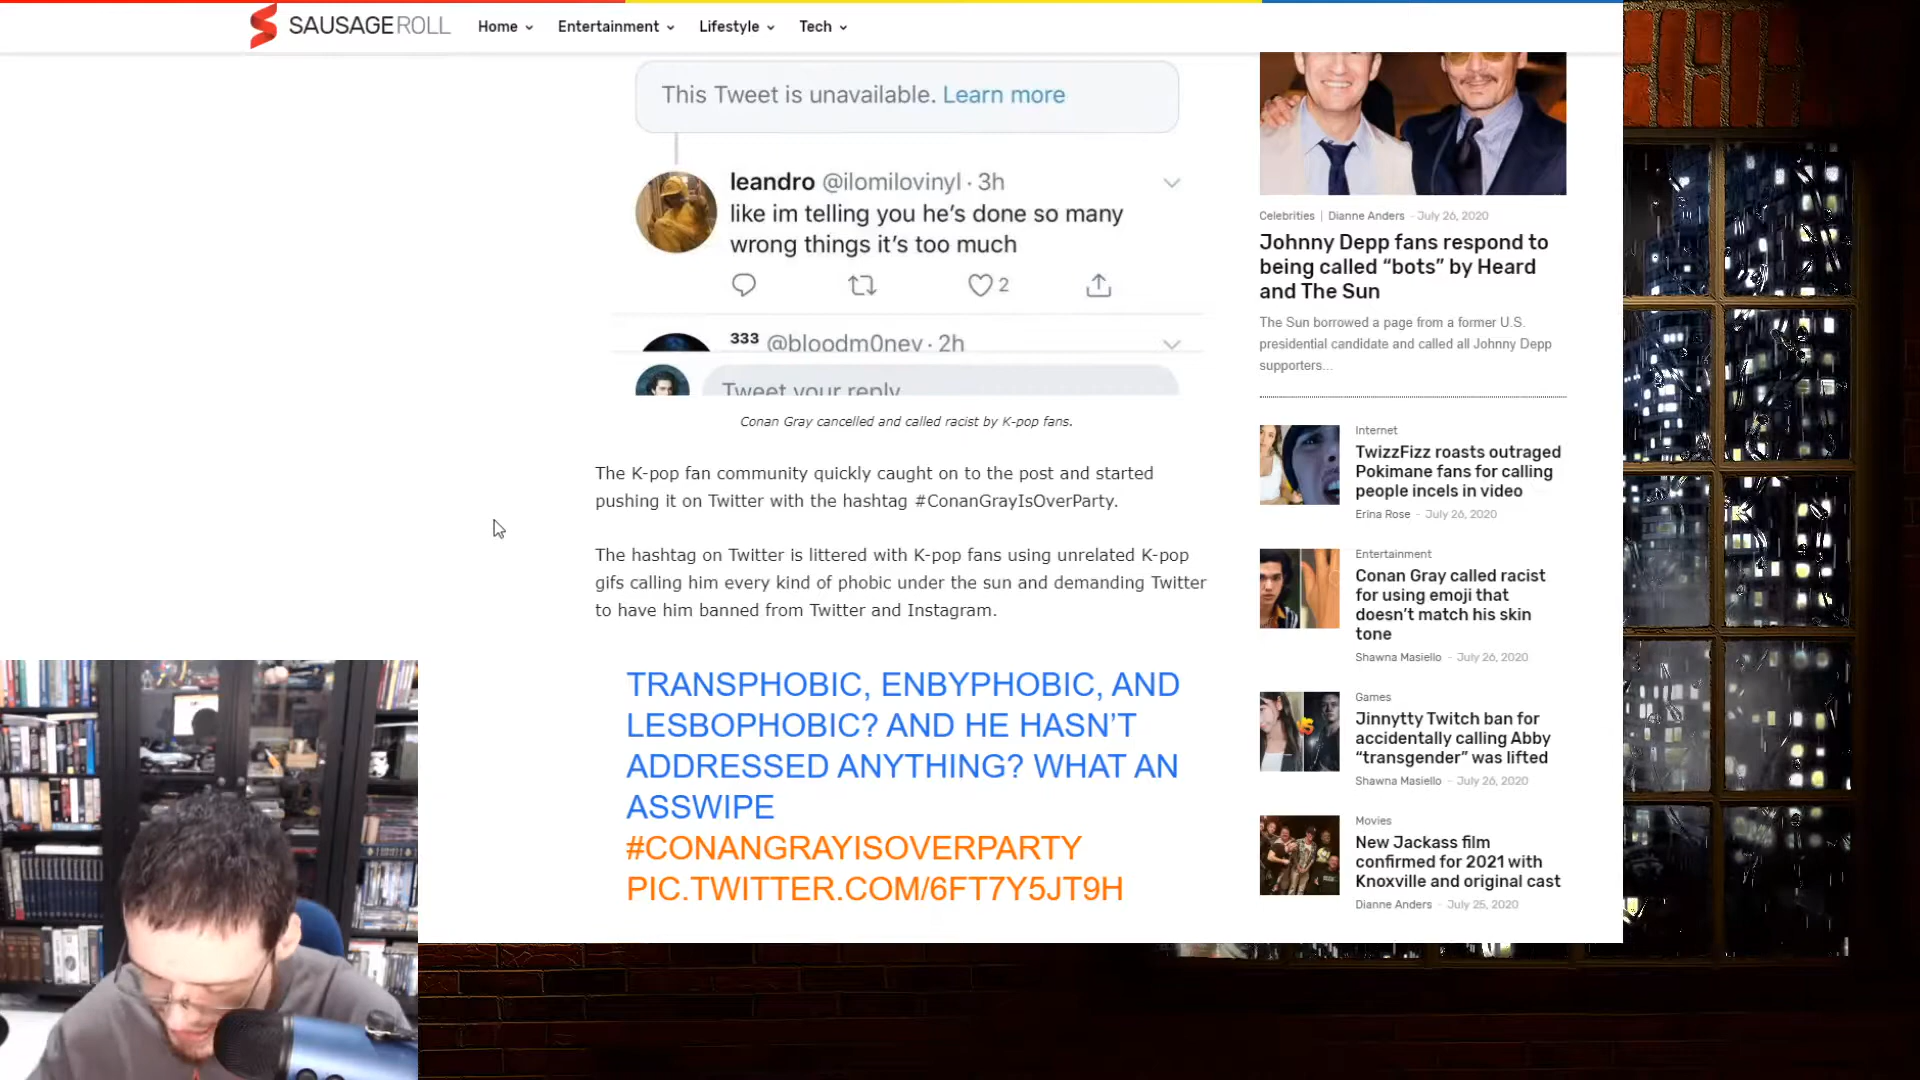 SAUSAGEROLL
Home
Entertainment
Lifestyle
Tech
This Tweet is unavailable. Learn more
leandro @ilomilovinyl · 3h
like im telling you he's done so many
wrong things it's too much
2
333 @bloodm0ney · 2h
Tweet your reply
Conan Gray cancelled and called racist by K-pop fans.
The K-pop fan community quickly caught on to the post and started
pushing it on Twitter with the hashtag #ConanGrayIsOverParty.
The hashtag on Twitter is littered with K-pop fans using unrelated K-pop
gifs calling him every kind of phobic under the sun and demanding Twitter
to have him banned from Twitter and Instagram.
TRANSPHOBIC, ENBYPHOBIC, AND
LESBOPHOBIC? AND HE HASN'T
ADDRESSED ANYTHING? WHAT AN
ASSWIPE
#CONANGRAYISOVERPARTY
PIC.TWITTER.COM/6FT7Y5JT9H
Celebrities | Dianne Anders - July 26, 2020
Johnny Depp fans respond to
being called “bots” by Heard
and The Sun
The Sun borrowed a page from a former U.S.
presidential candidate and called all Johnny Depp
supporters...
Internet
TwizzFizz roasts outraged
Pokimane fans for calling
people incels in video
Erina Rose - July 26, 2020
Entertainment
Conan Gray called racist
for using emoji that
doesn't match his skin
tone
Shawna Masiello - July 26, 2020
Games
Jinnytty Twitch ban for
accidentally calling Abby
“transgender” was lifted
Shawna Masiello - July 26, 2020
Movies
New Jackass film
confirmed for 2021 with
Knoxville and original cast
Dianne Anders - July 25, 2020